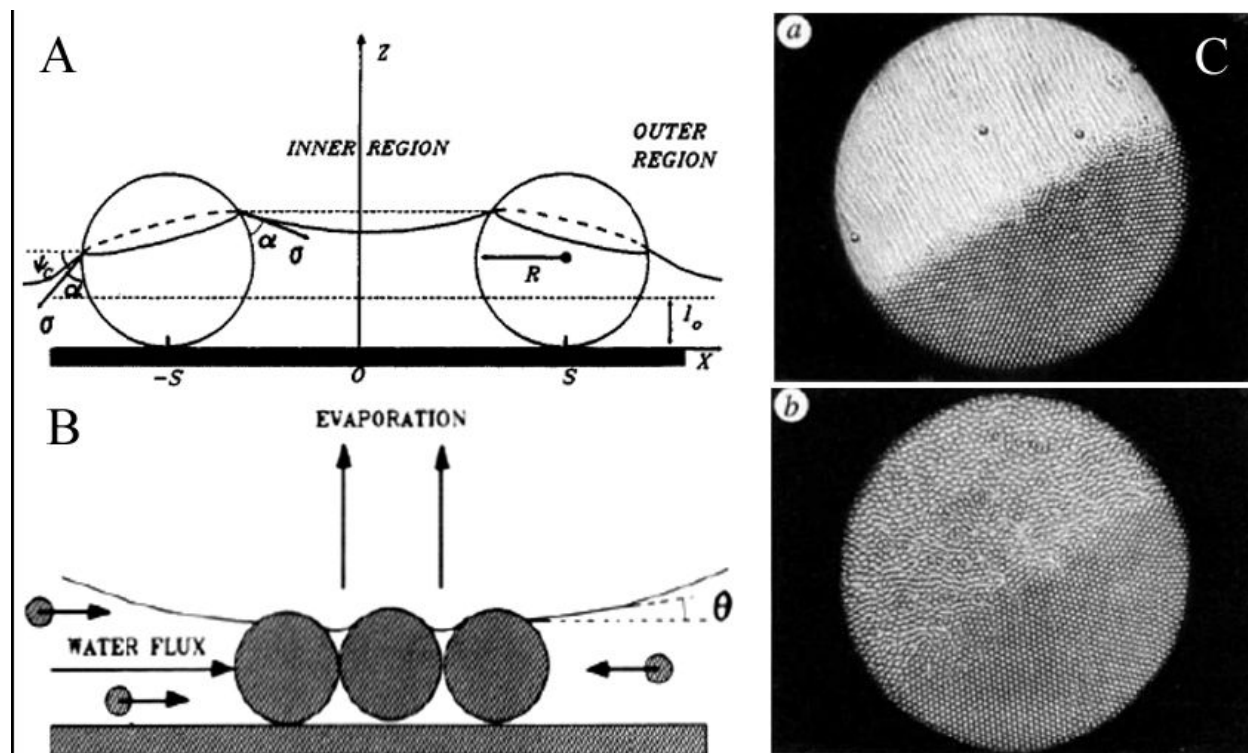 A
Z
INNER REGION
OUTER
REGION
α
σ
ψc
α
σ
R
lo
-S
O
S
X
B
EVAPORATION
WATER FLUX
θ
a
C
b